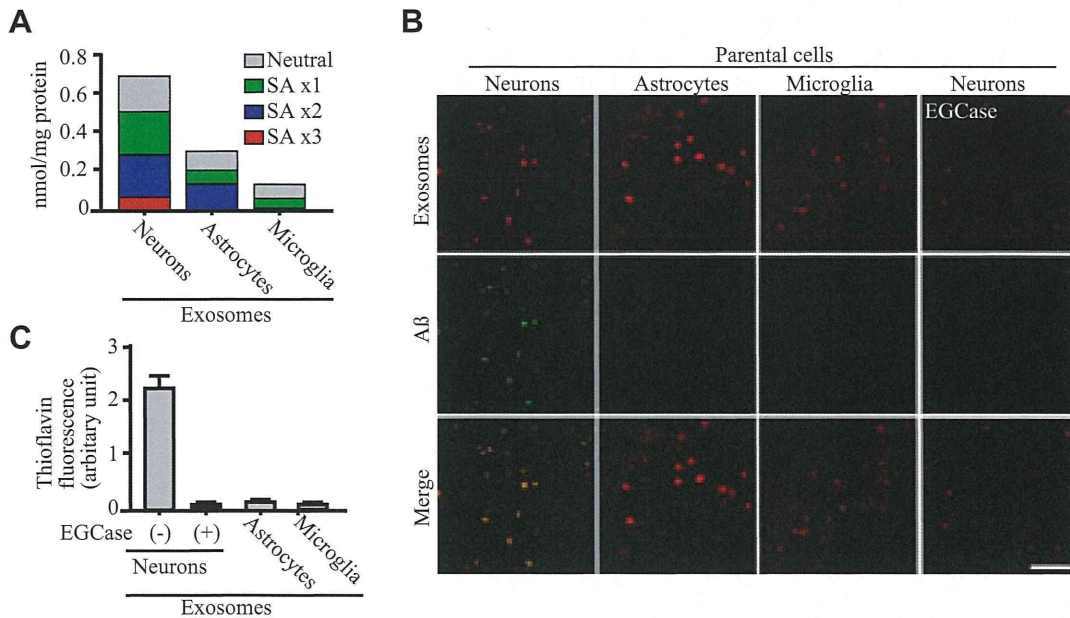 A
0.8
0.6
0.4
0.2
0
nmol/mg protein
Neutral
SA x1
SA x2
SA x3
Neurons
Astrocytes
Microglia
Exosomes
B
Parental cells
Neurons
Astrocytes
Microglia
Neurons
EGCase
Exosomes
Aß
Merge
C
3
2
1
0
Thioflavin
fluorescence
(arbitary unit)
EGCase (-) (+)
Neurons
Astrocytes
Microglia
Exosomes